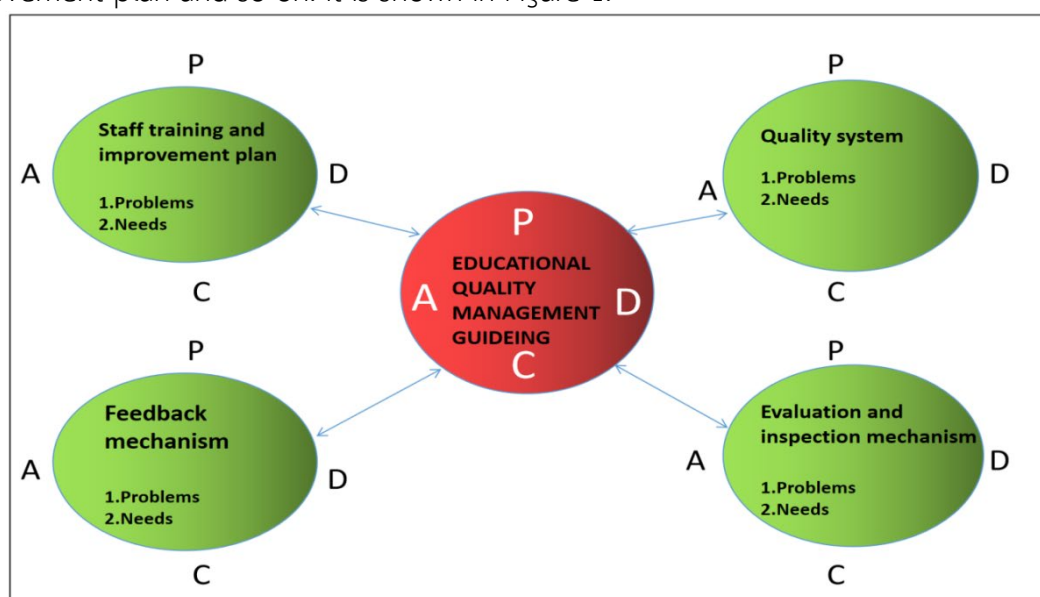 P
Staff training and
improvement plan
A
D
1.Problems
2.Needs
C
P
Quality system
A
D
1.Problems
2.Needs
C
P
EDUCATIONAL
QUALITY
A
MANAGEMENT
D
GUIDEING
C
P
Feedback
mechanism
A
D
1.Problems
2.Needs
C
P
Evaluation and
inspection mechanism
A
D
1.Problems
2.Needs
C